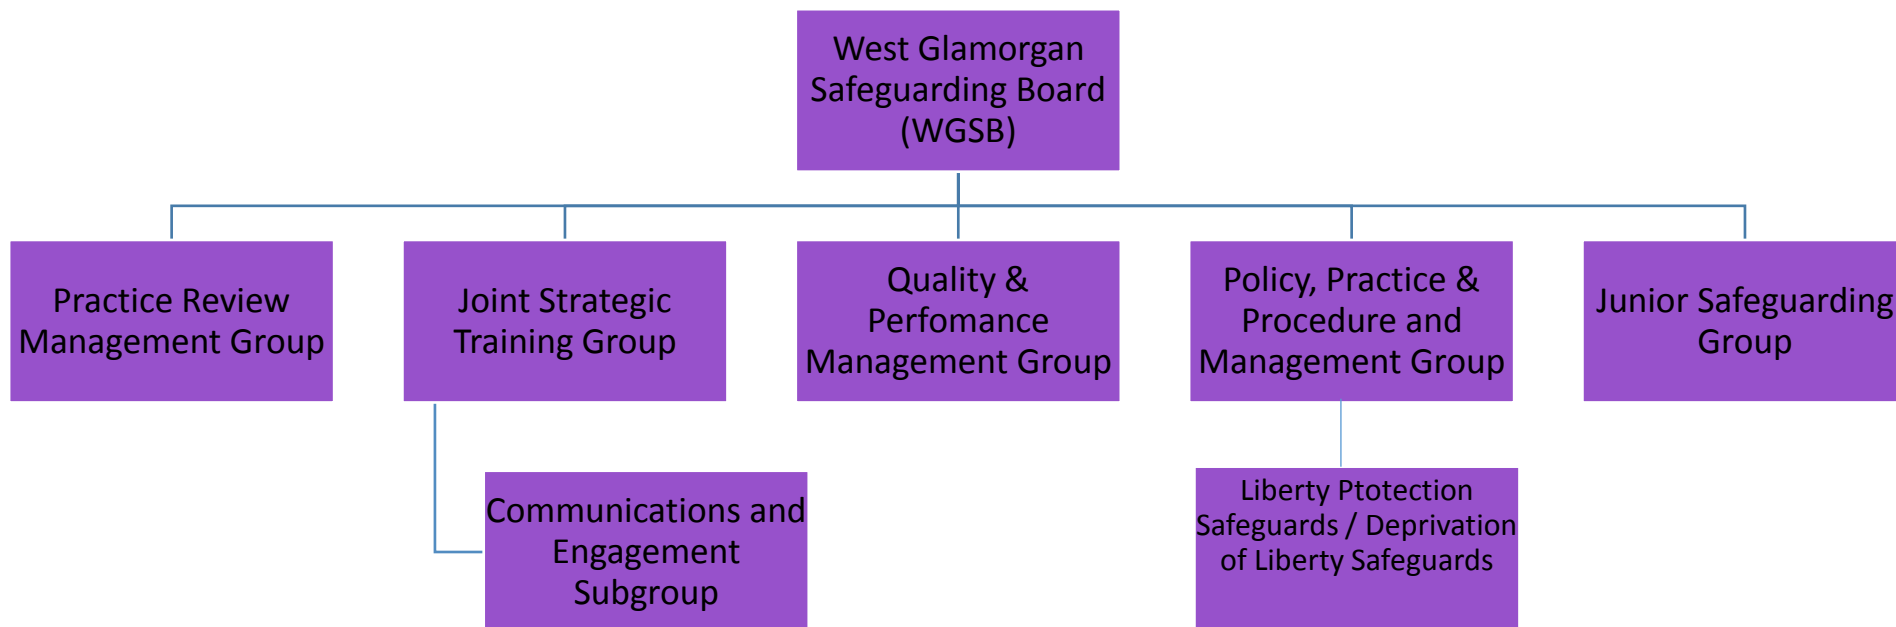 West Glamorgan
Safeguarding Board
(WGSB)
Practice Review
Management Group
Joint Strategic
Training Group
Quality &
Perfomance
Management Group
Policy, Practice &
Procedure and
Management Group
Junior Safeguarding
Group
Communications and
Engagement
Subgroup
Liberty Ptotection
Safeguards / Deprivation
of Liberty Safeguards